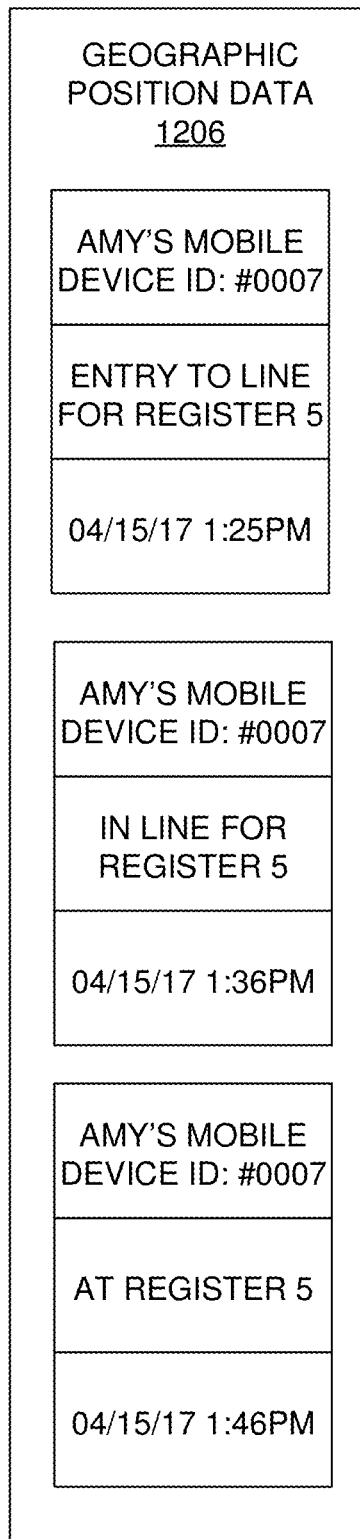 GEOGRAPHIC
POSITION DATA
1206
AMY'S MOBILE
DEVICE ID: #0007
ENTRY TO LINE
FOR REGISTER 5
04/15/17 1:25PM
AMY'S MOBILE
DEVICE ID: #0007
IN LINE FOR
REGISTER 5
04/15/17 1:36PM
AMY'S MOBILE
DEVICE ID: #0007
AT REGISTER 5
04/15/17 1:46PM